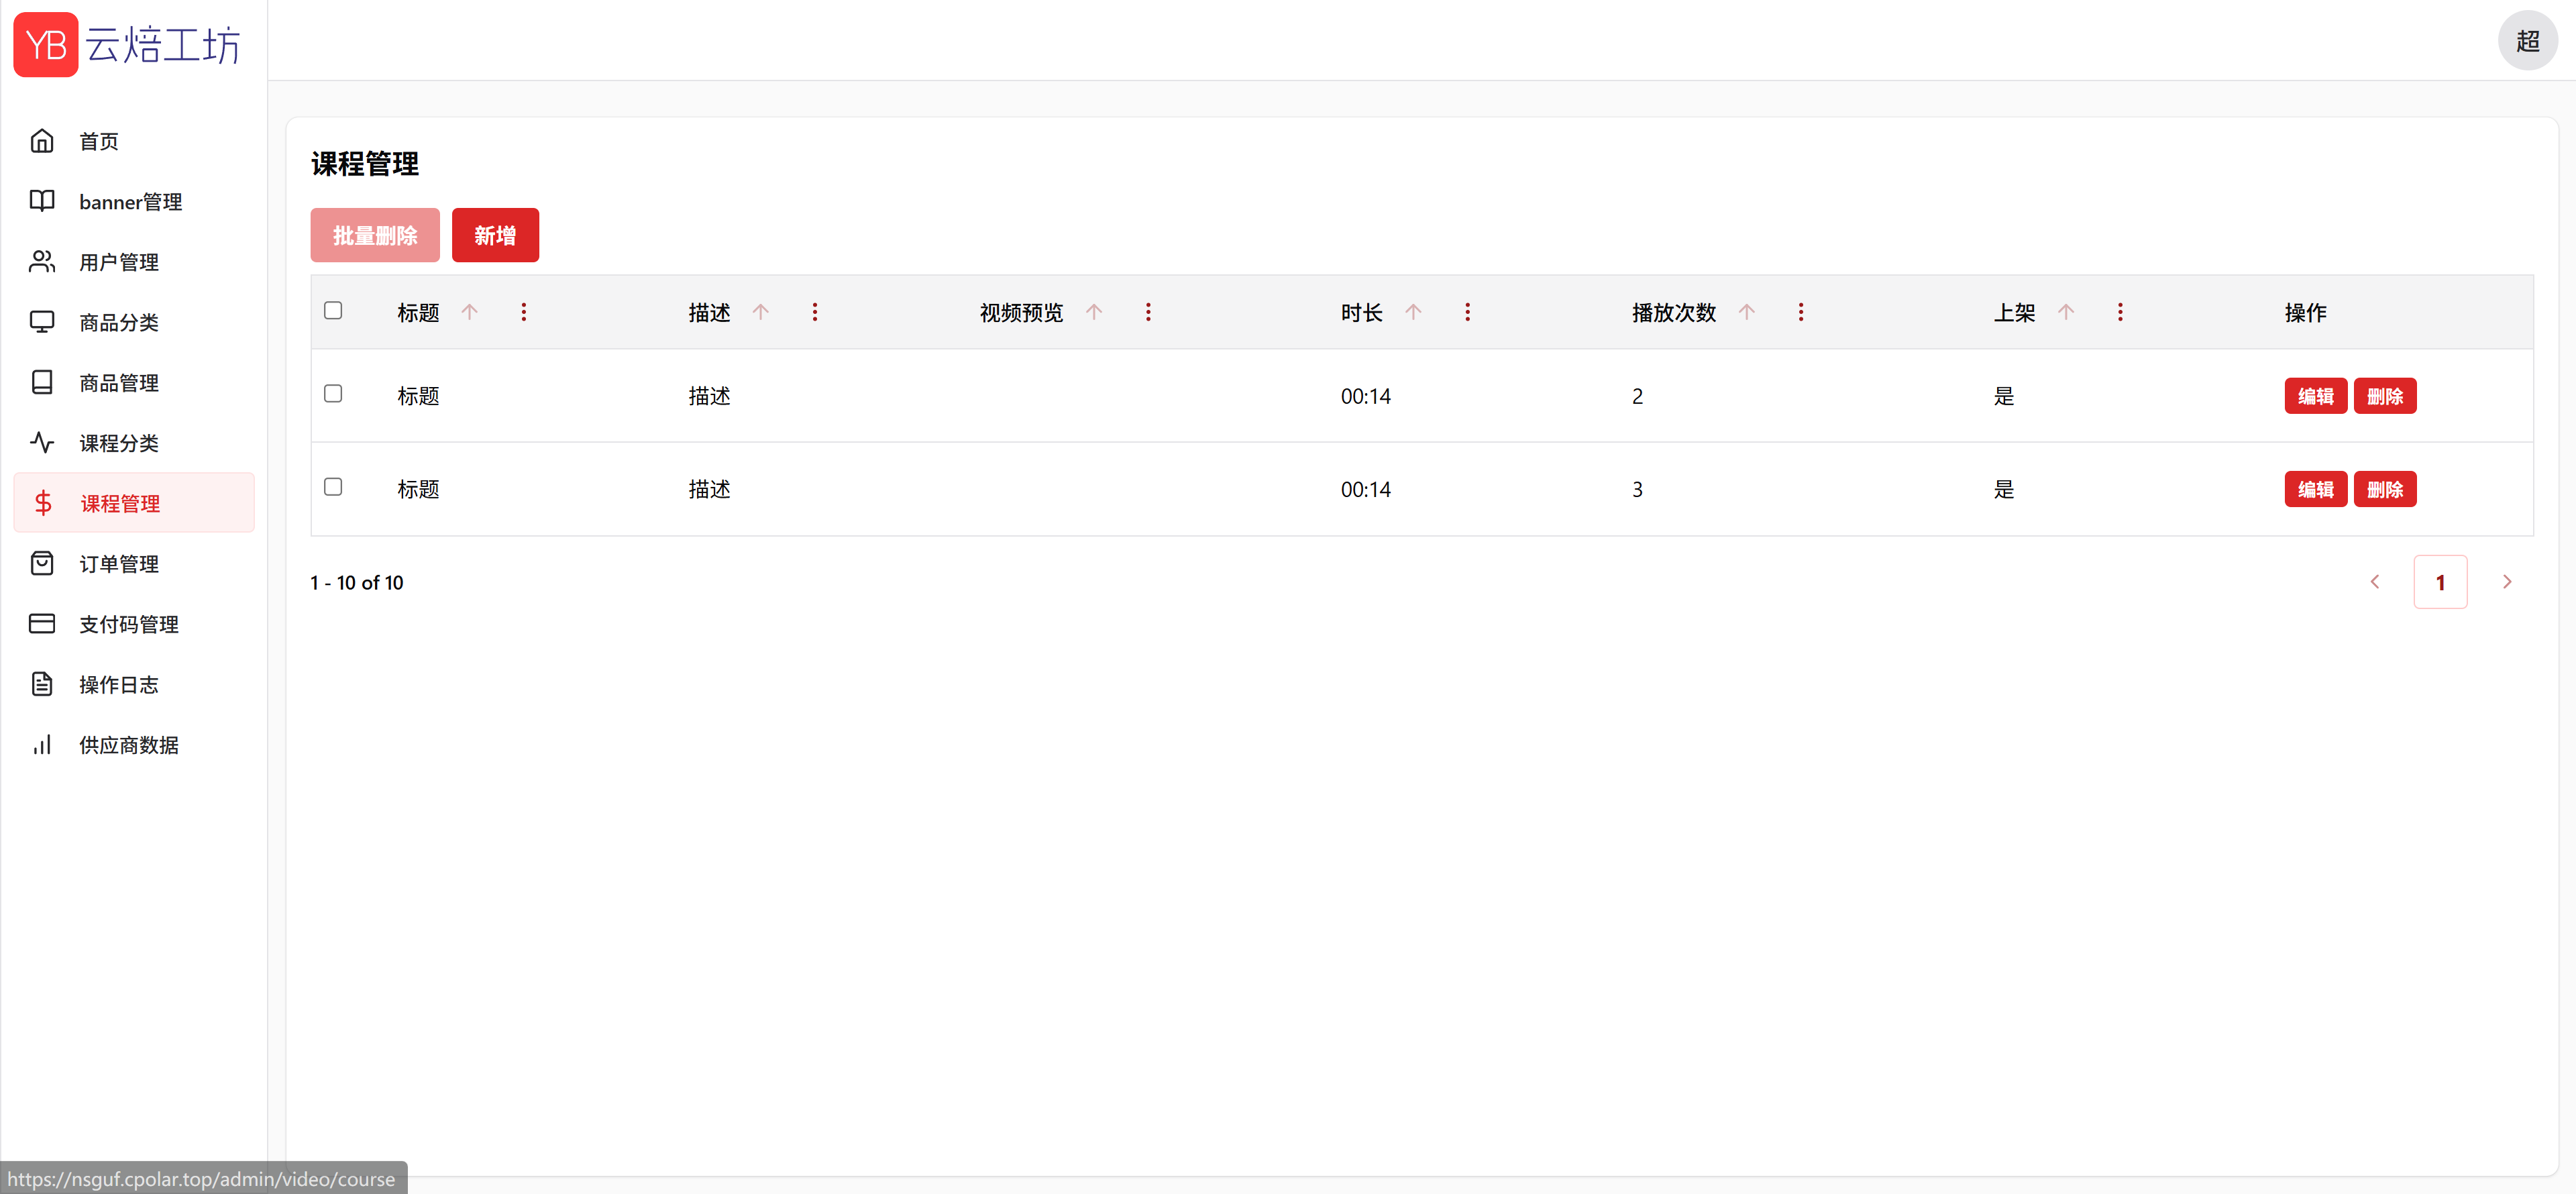 YB 云焙工坊
超
首页
banner管理
用户管理
商品分类
商品管理
课程分类
课程管理
订单管理
支付码管理
操作日志
供应商数据
课程管理
批量删除 新增
标题 描述 视频预览 时长 播放次数 上架 操作
标题 描述 00:14 2 是 编辑 删除
标题 描述 00:14 3 是 编辑 删除
1 - 10 of 10 1
https://nsguf.cpolar.top/admin/video/course